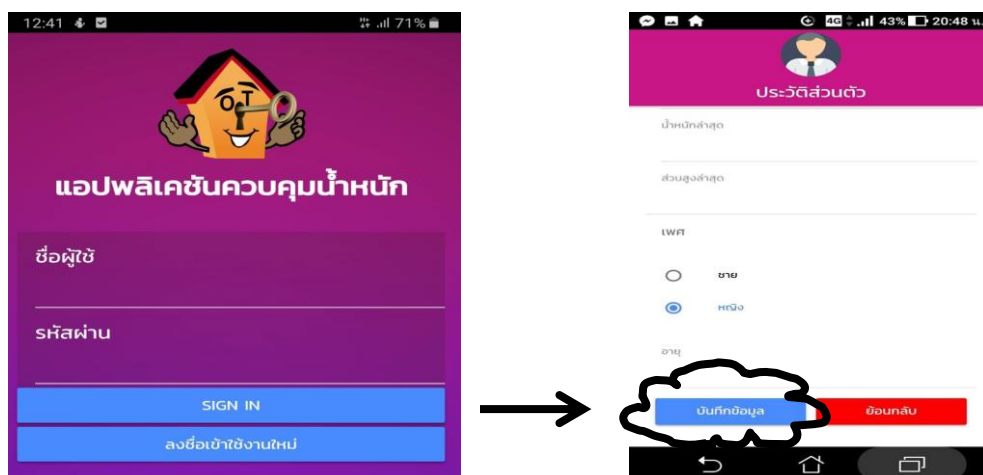 12:41 71%
OT
แอปพลิเคชันควบคุมน้ำหนัก
ชื่อผู้ใช้
รหัสผ่าน
SIGN IN
ลงชื่อเข้าใช้งานใหม่
4G 43% 20:48 น.
ประวัติส่วนตัว
น้ำหนักล่าสุด
ส่วนสูงล่าสุด
เพศ
ชาย
หญิง
อายุ
บันทึกข้อมูล ย้อนกลับ